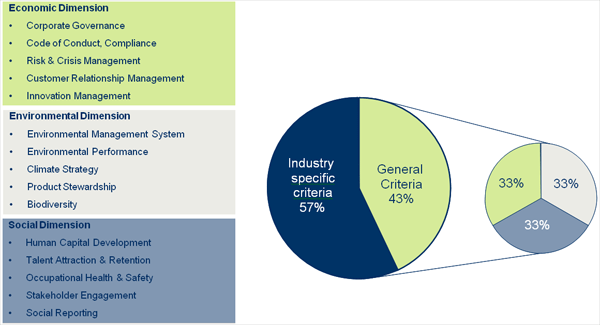 Economic Dimension
• Corporate Governance
• Code of Conduct, Compliance
• Risk & Crisis Management
• Customer Relationship Management
• Innovation Management
Environmental Dimension
• Environmental Management System
• Environmental Performance
• Climate Strategy
• Product Stewardship
• Biodiversity
Social Dimension
• Human Capital Development
• Talent Attraction & Retention
• Occupational Health & Safety
• Stakeholder Engagement
• Social Reporting
Industry
specific
criteria
57%
General
Criteria
43%
33%
33%
33%